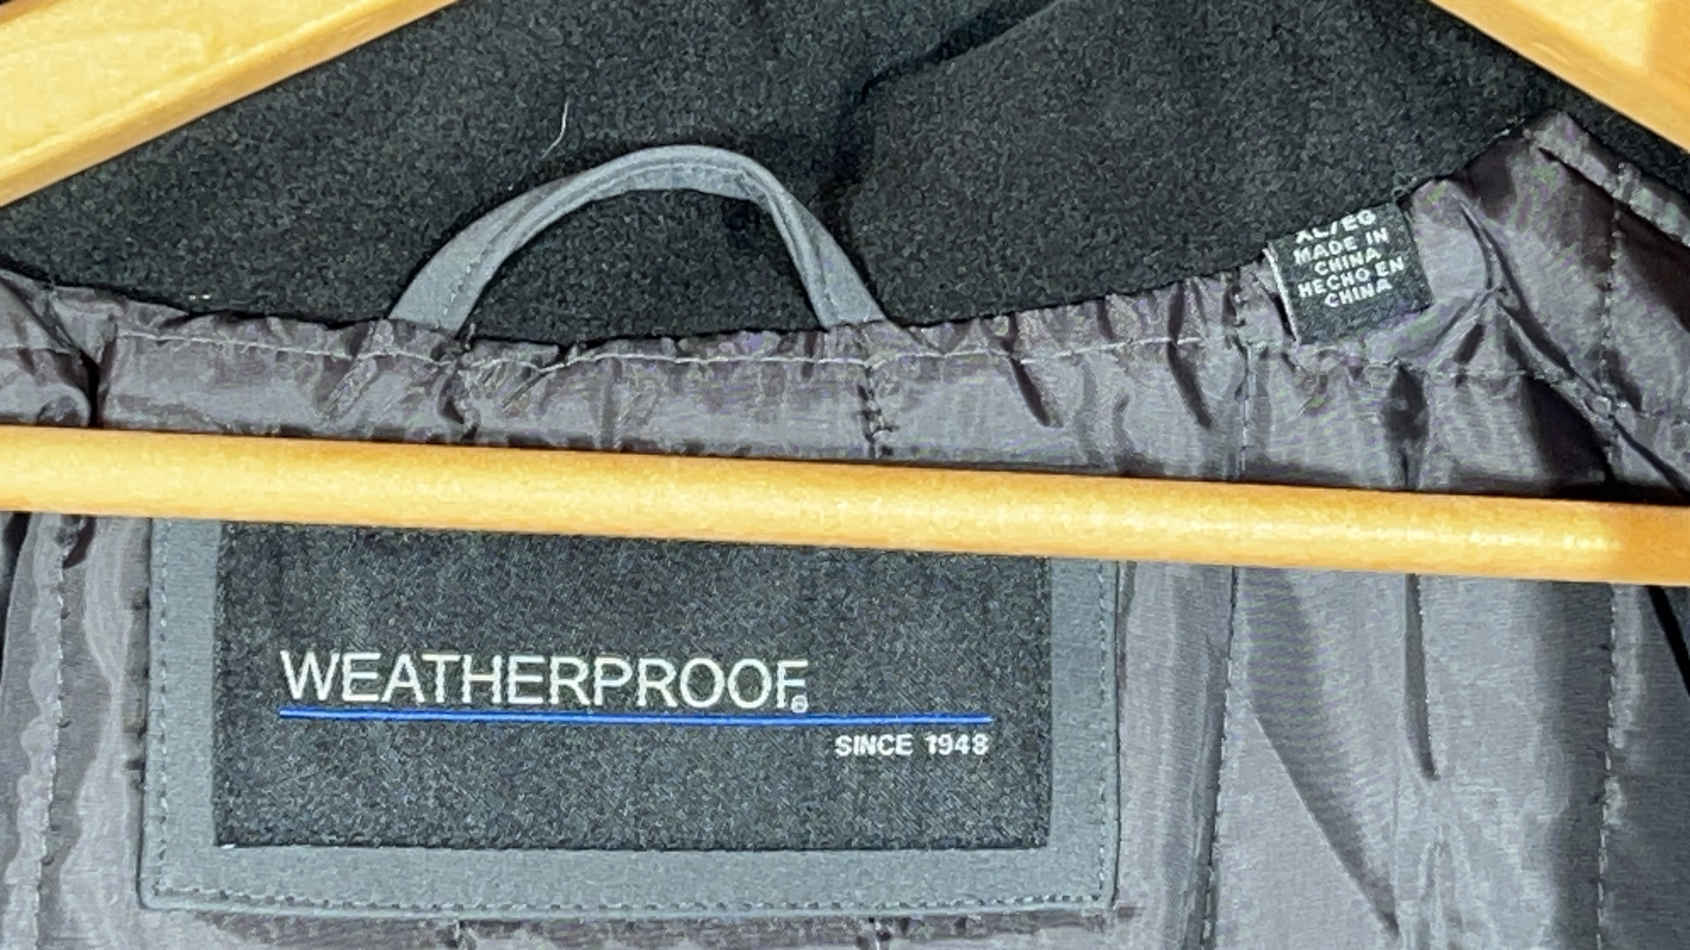 XL/EG
MADE IN
CHINA
HECHO EN
CHINA
WEATHERPROOF®
SINCE 1948